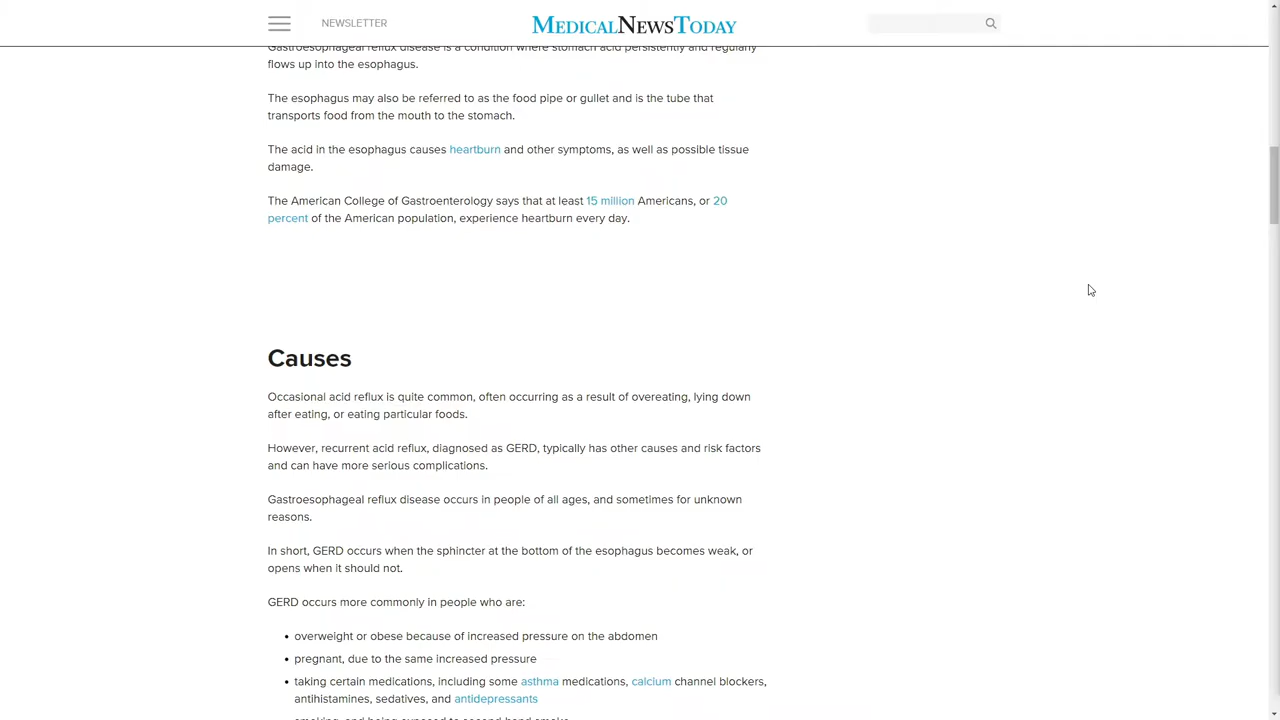 NEWSLETTER
MEDICALNEWSTODAY
Gastroesophageal reflux disease is a condition where stomach acid persistently and regularly
flows up into the esophagus.
The esophagus may also be referred to as the food pipe or gullet and is the tube that
transports food from the mouth to the stomach.
The acid in the esophagus causes heartburn and other symptoms, as well as possible tissue
damage.
The American College of Gastroenterology says that at least 15 million Americans, or 20
percent of the American population, experience heartburn every day.
Causes
Occasional acid reflux is quite common, often occurring as a result of overeating, lying down
after eating, or eating particular foods.
However, recurrent acid reflux, diagnosed as GERD, typically has other causes and risk factors
and can have more serious complications.
Gastroesophageal reflux disease occurs in people of all ages, and sometimes for unknown
reasons.
In short, GERD occurs when the sphincter at the bottom of the esophagus becomes weak, or
opens when it should not.
GERD occurs more commonly in people who are:
• overweight or obese because of increased pressure on the abdomen
• pregnant, due to the same increased pressure
• taking certain medications, including some asthma medications, calcium channel blockers,
antihistamines, sedatives, and antidepressants
smoking, and being exposed to second-hand smoke